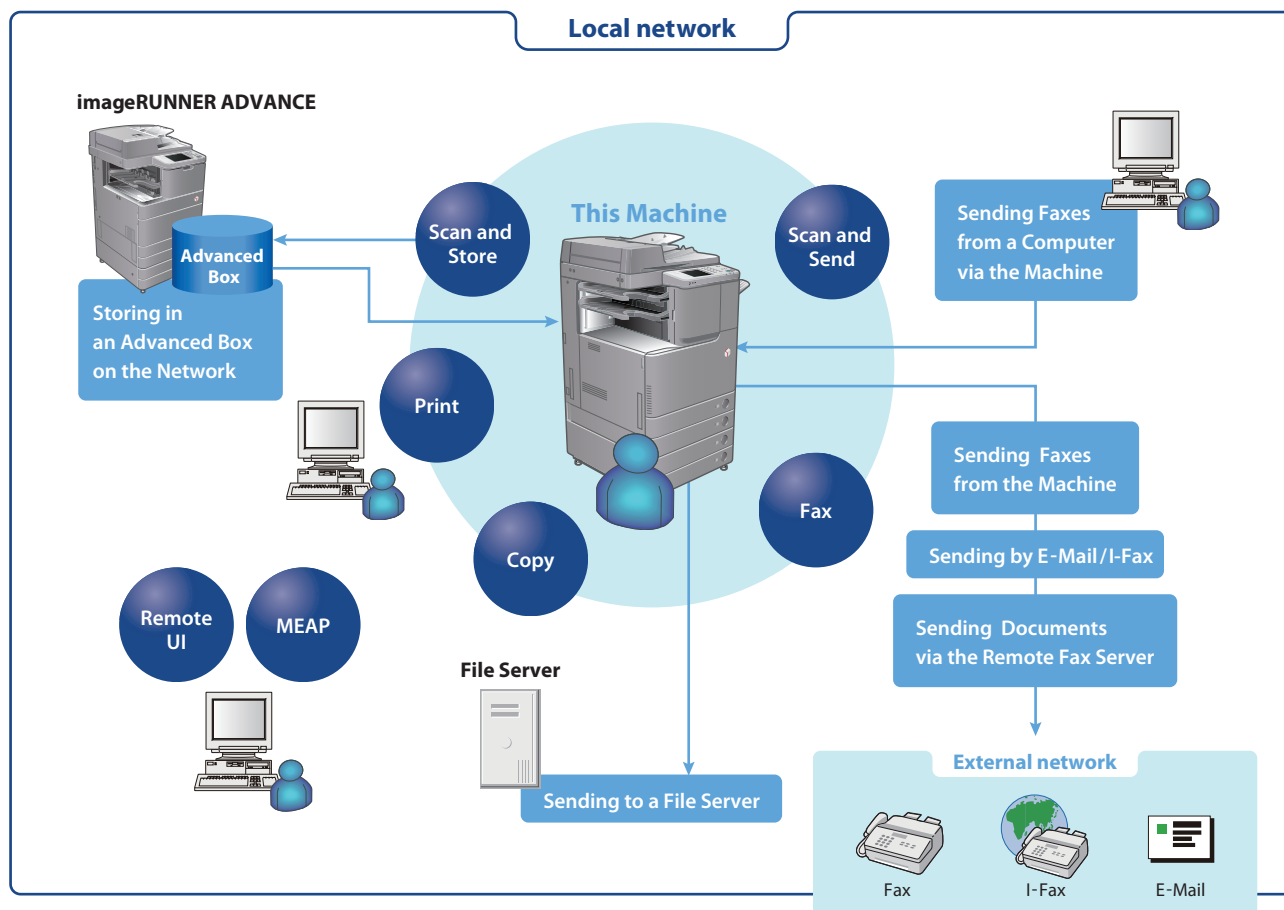 Local network
imageRUNNER ADVANCE
Advanced
Box
Storing in
an Advanced Box
on the Network
Scan and
Store
This Machine
Scan and
Send
Sending Faxes
from a Computer
via the Machine
Print
Copy
Fax
Sending Faxes
from the Machine
Sending by E-Mail/I-Fax
Sending Documents
via the Remote Fax Server
Remote
UI
MEAP
File Server
Sending to a File Server
External network
Fax
I-Fax
E-Mail